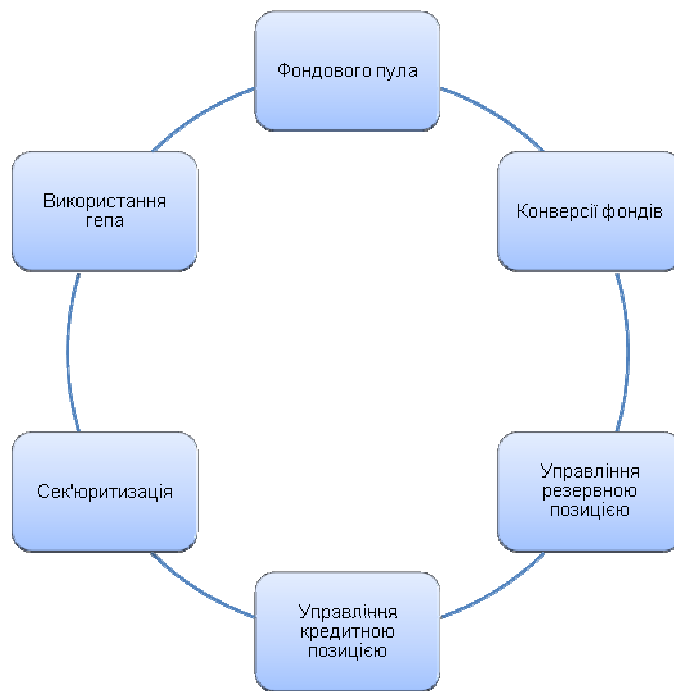 Фондового пула
Використання
гепа
Конверсії фондів
Сек'юритизація
Управління
резервною
позицією
Управління
кредитною
позицією